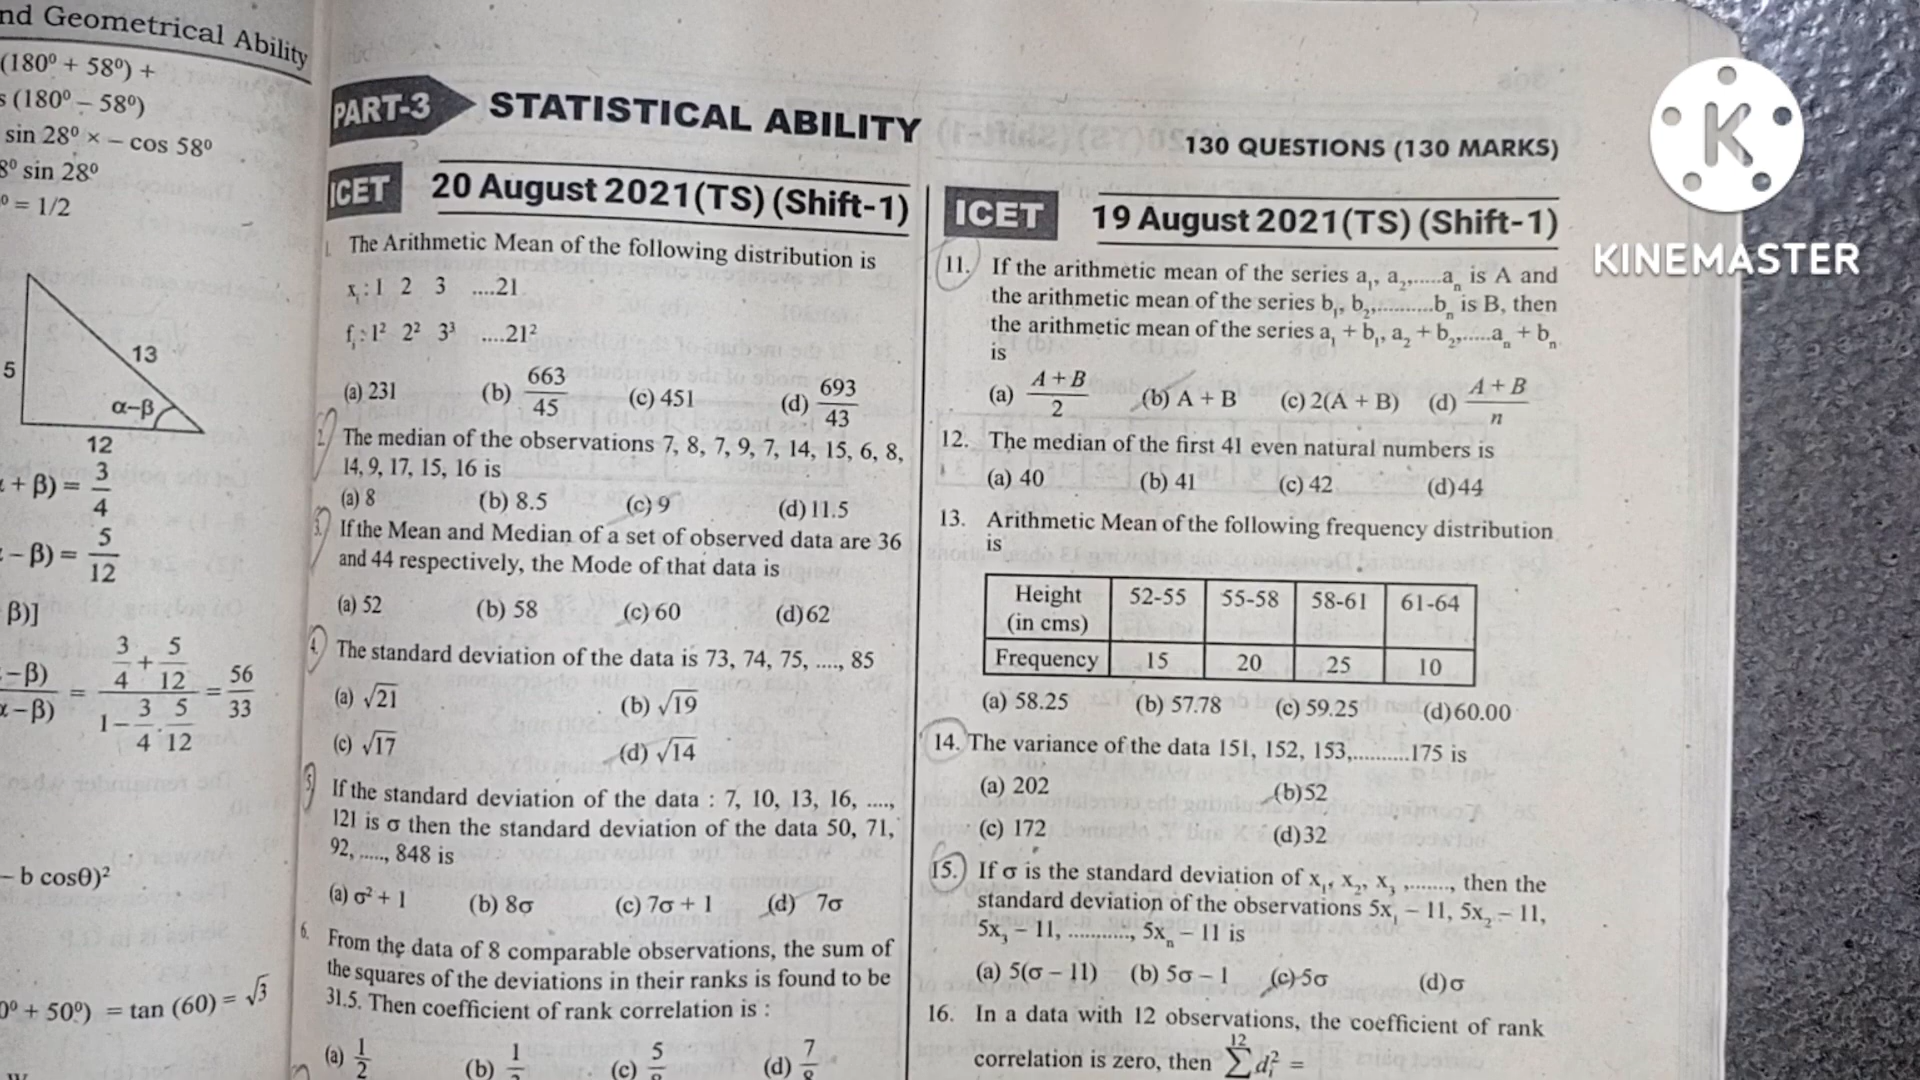 nd Geometrical Ability
(180⁰ + 58⁰) +
s (180⁰ – 58⁰)
sin 28⁰ × – cos 58⁰
8⁰ sin 28⁰
⁰ = 1/2
5
13
α–β
12
+ β) = 3/4
– β) = 5/12
β)]
–β) / –β) = (3/4 + 5/12) / (1 – 3/4 . 5/12) = 56/33
– b cosθ)²
0⁰ + 50⁰) = tan (60) = √3
PART-3 STATISTICAL ABILITY
130 QUESTIONS (130 MARKS)
ICET 20 August 2021(TS) (Shift-1)
1. The Arithmetic Mean of the following distribution is
xᵢ : 1 2 3 ....21
fᵢ : 1² 2² 3³ ....21²
(a) 231 (b) 663/45 (c) 451 (d) 693/43
2. The median of the observations 7, 8, 7, 9, 7, 14, 15, 6, 8,
14, 9, 17, 15, 16 is
(a) 8 (b) 8.5 (c) 9 (d) 11.5
3. If the Mean and Median of a set of observed data are 36
and 44 respectively, the Mode of that data is
(a) 52 (b) 58 (c) 60 (d) 62
4. The standard deviation of the data is 73, 74, 75, ...., 85
(a) √21 (b) √19
(c) √17 (d) √14
5. If the standard deviation of the data : 7, 10, 13, 16, ....,
121 is σ then the standard deviation of the data 50, 71,
92, ....., 848 is
(a) σ² + 1 (b) 8σ (c) 7σ + 1 (d) 7σ
6. From the data of 8 comparable observations, the sum of
the squares of the deviations in their ranks is found to be
31.5. Then coefficient of rank correlation is :
(a) 1/2 (b) (c) (d) 7/8
ICET 19 August 2021(TS) (Shift-1)
11. If the arithmetic mean of the series a₁, a₂,.....aₙ is A and
the arithmetic mean of the series b₁, b₂,..........bₙ is B, then
the arithmetic mean of the series a₁ + b₁, a₂ + b₂,.....aₙ + bₙ
is
(a) A + B/2 (b) A + B (c) 2(A + B) (d) A + B/n
12. The median of the first 41 even natural numbers is
(a) 40 (b) 41 (c) 42 (d) 44
13. Arithmetic Mean of the following frequency distribution
is
Height (in cms) 52-55 55-58 58-61 61-64
Frequency 15 20 25 10
(a) 58.25 (b) 57.78 (c) 59.25 (d) 60.00
14. The variance of the data 151, 152, 153,..........175 is
(a) 202 (b) 52
(c) 172 (d) 32
15. If σ is the standard deviation of x₁, x₂, x₃ ,......., then the
standard deviation of the observations 5x₁ – 11, 5x₂ – 11,
5x₃ – 11, ............, 5xₙ – 11 is
(a) 5(σ – 11) (b) 5σ – 1 (c) 5σ (d) σ
16. In a data with 12 observations, the coefficient of rank
correlation is zero, then 12 ∑ dᵢ² =
K
KINEMASTER